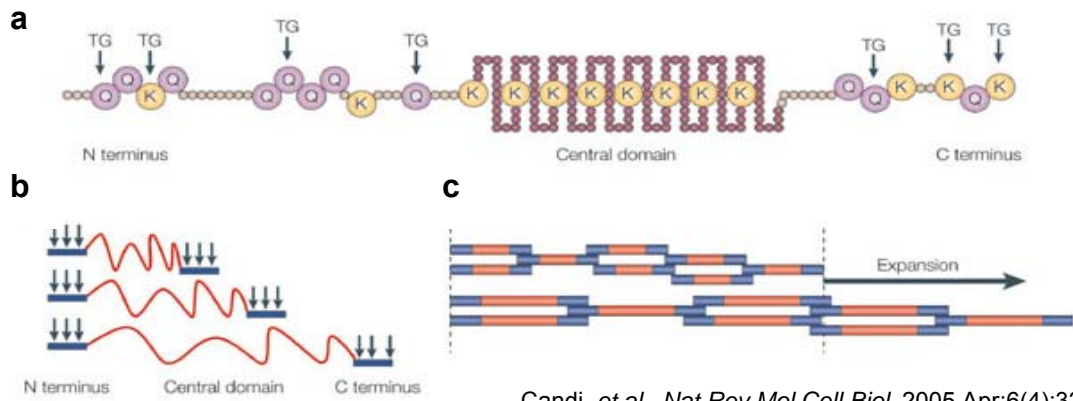 a
TG TG TG TG TG TG TG
Q Q K Q Q Q Q Q K Q K K K K K K K K Q Q K K Q K
N terminus Central domain C terminus
b
N terminus Central domain C terminus
c
Expansion
Candi, et al., Nat Rev Mol Cell Biol. 2005 Apr;6(4):32